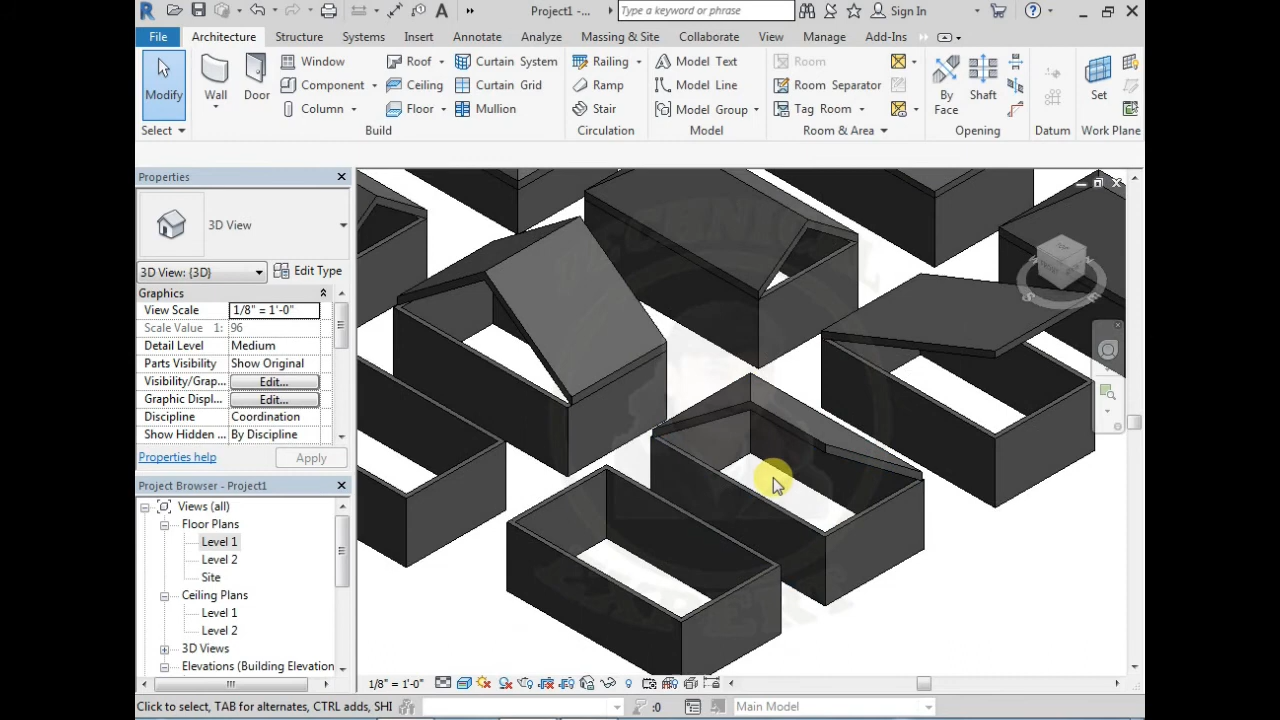 Project1 -...
Type a keyword or phrase
Sign In
File
Architecture
Structure
Systems
Insert
Annotate
Analyze
Massing & Site
Collaborate
View
Manage
Add-Ins
Modify
Wall
Door
Window
Component
Column
Roof
Ceiling
Floor
Curtain System
Curtain Grid
Mullion
Railing
Ramp
Stair
Model Text
Model Line
Model Group
Room
Room Separator
Tag Room
By Face
Shaft
Set
Select
Build
Circulation
Model
Room & Area
Opening
Datum
Work Plane
Properties
3D View
3D View: {3D}
Edit Type
Graphics
View Scale 1/8" = 1'-0"
Scale Value 1: 96
Detail Level Medium
Parts Visibility Show Original
Visibility/Grap... Edit...
Graphic Displ... Edit...
Discipline Coordination
Show Hidden ... By Discipline
Properties help
Apply
Project Browser - Project1
Views (all)
Floor Plans
Level 1
Level 2
Site
Ceiling Plans
Level 1
Level 2
3D Views
Elevations (Building Elevation
1/8" = 1'-0"
Click to select, TAB for alternates, CTRL adds, SHI
:0
Main Model